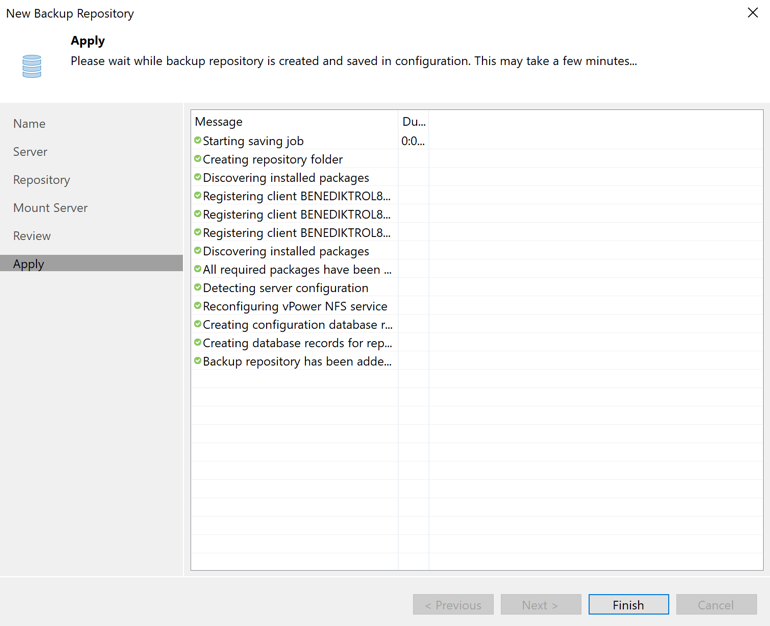 New Backup Repository
Apply
Please wait while backup repository is created and saved in configuration. This may take a few minutes...
Name
Server
Repository
Mount Server
Review
Apply
Message Du...
Starting saving job 0:0...
Creating repository folder
Discovering installed packages
Registering client BENEDIKTROL8...
Registering client BENEDIKTROL8...
Registering client BENEDIKTROL8...
Discovering installed packages
All required packages have been ...
Detecting server configuration
Reconfiguring vPower NFS service
Creating configuration database r...
Creating database records for rep...
Backup repository has been adde...
< Previous Next > Finish Cancel